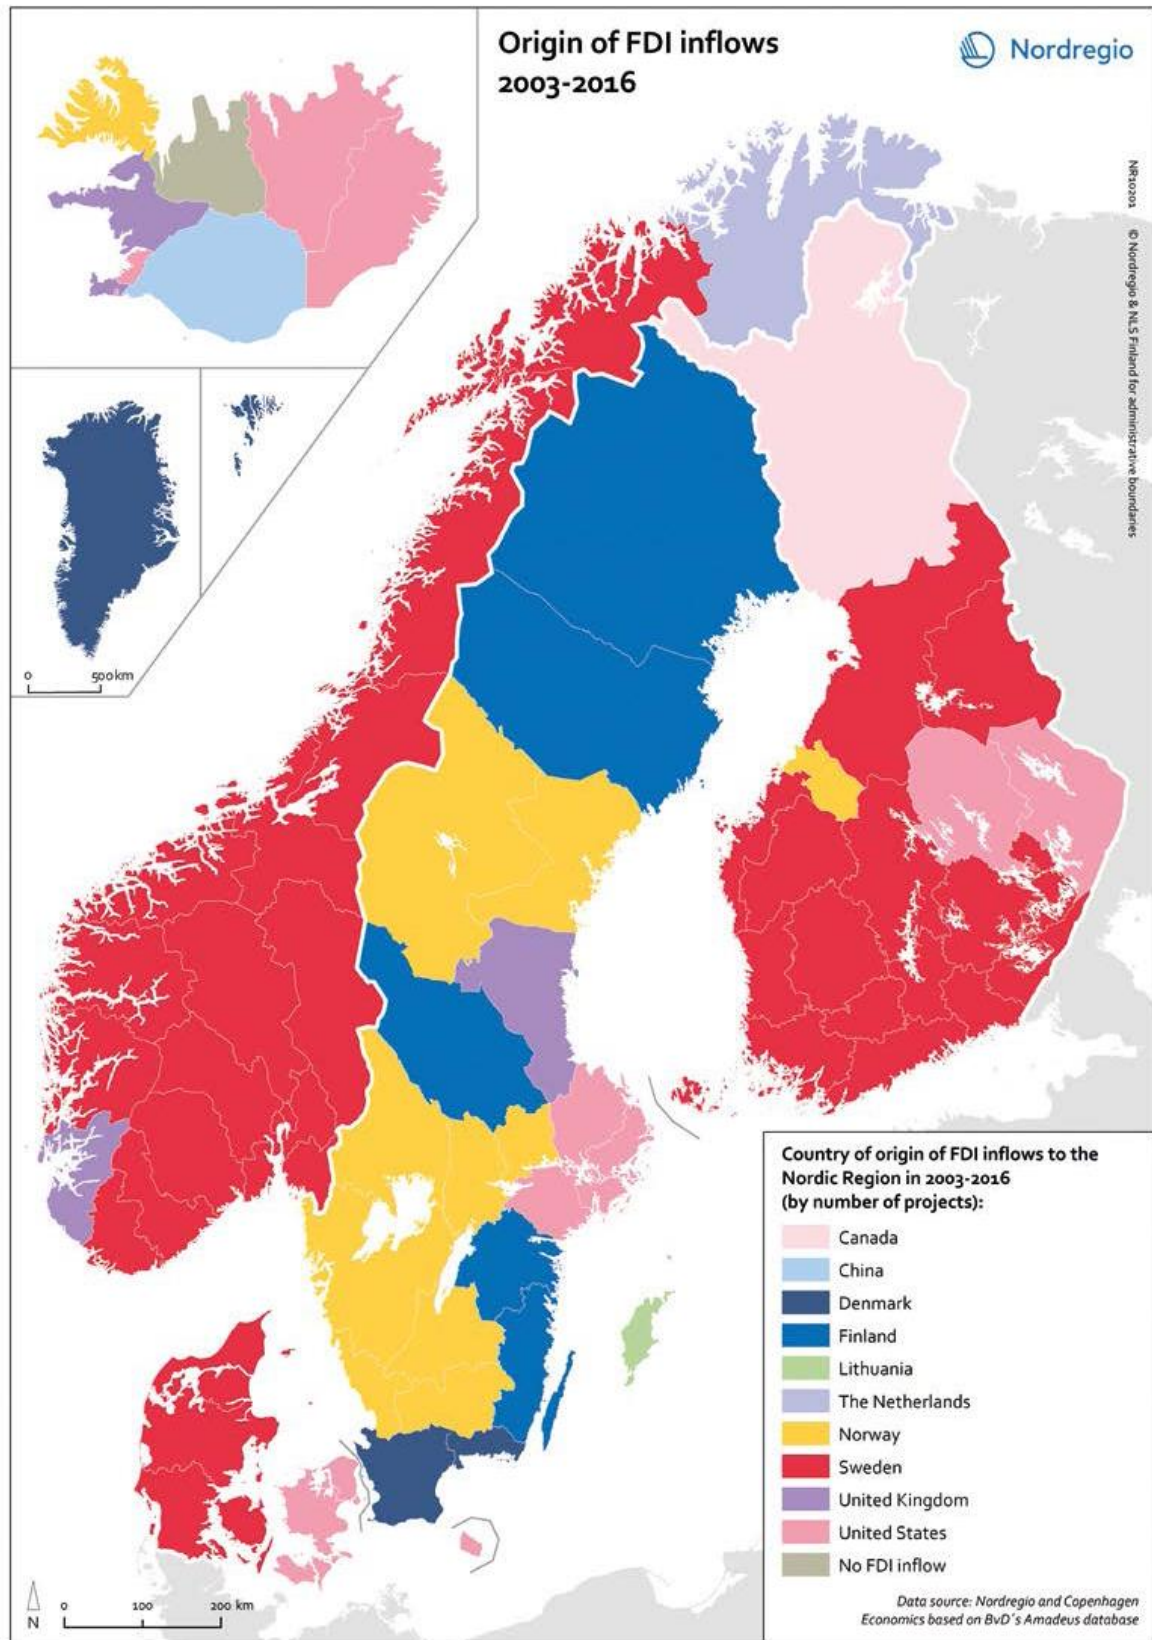 Origin of FDI inflows
2003-2016
Nordregio
NR10201 © Nordregio & NLS Finland for administrative boundaries
0 500 km
Country of origin of FDI inflows to the
Nordic Region in 2003-2016
(by number of projects):
Canada
China
Denmark
Finland
Lithuania
The Netherlands
Norway
Sweden
United Kingdom
United States
No FDI inflow
Data source: Nordregio and Copenhagen
Economics based on BvD´s Amadeus database
N
0 100 200 km